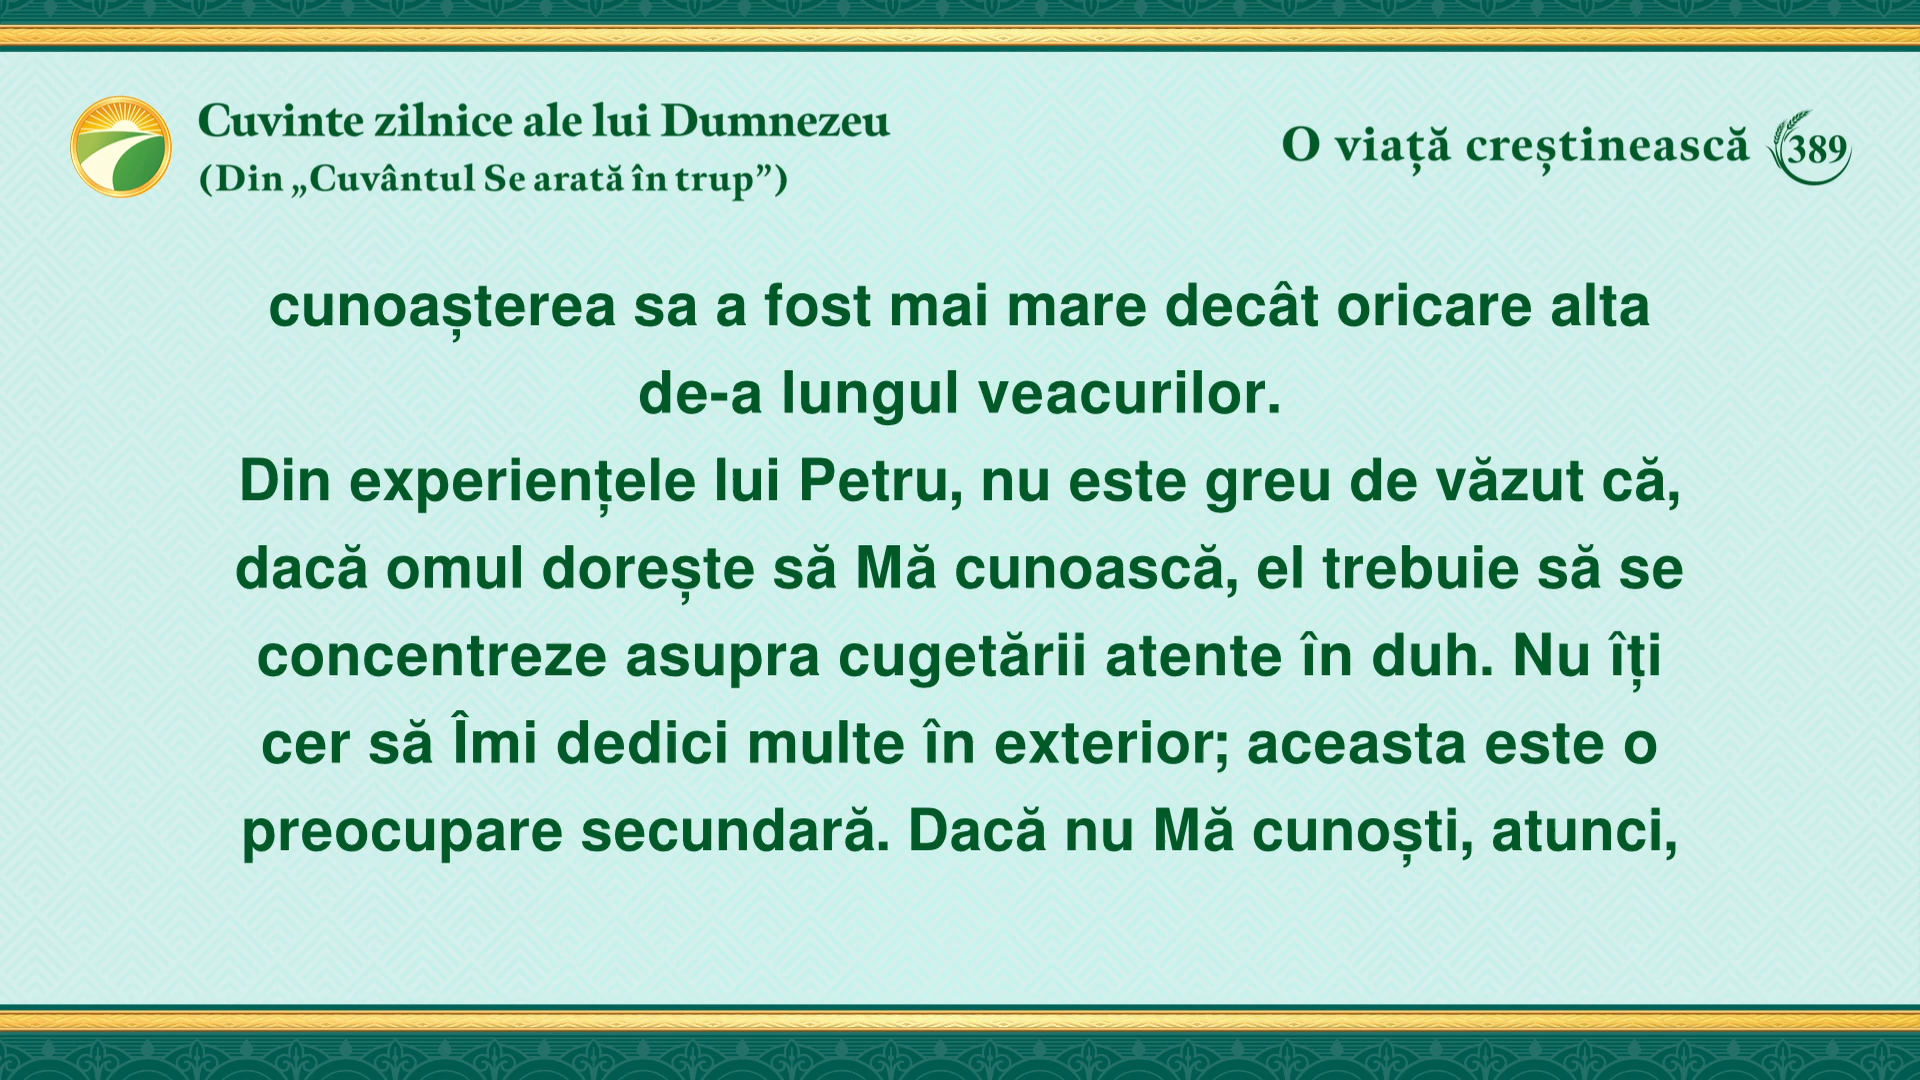 Cuvinte zilnice ale lui Dumnezeu
(Din „Cuvântul Se arată în trup”)
O viață creștinească 389
cunoașterea sa a fost mai mare decât oricare alta
de-a lungul veacurilor.
Din experiențele lui Petru, nu este greu de văzut că,
dacă omul dorește să Mă cunoască, el trebuie să se
concentreze asupra cugetării atente în duh. Nu îți
cer să Îmi dedici multe în exterior; aceasta este o
preocupare secundară. Dacă nu Mă cunoști, atunci,